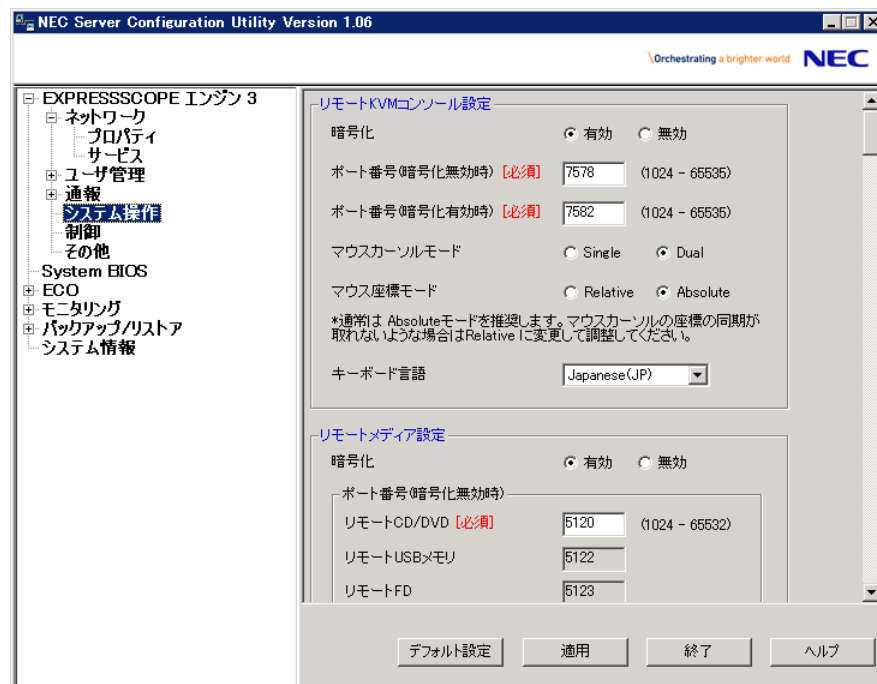 NEC Server Configuration Utility Version 1.06
\Orchestrating a brighter world NEC
EXPRESSSCOPE エンジン 3
ネットワーク
プロパティ
サービス
ユーザ管理
通報
システム操作
制御
その他
System BIOS
ECO
モニタリング
バックアップ/リストア
システム情報
リモートKVMコンソール設定
暗号化 有効 無効
ポート番号(暗号化無効時) [必須] 7578 (1024 - 65535)
ポート番号(暗号化有効時) [必須] 7582 (1024 - 65535)
マウスカーソルモード Single Dual
マウス座標モード Relative Absolute
*通常は Absoluteモードを推奨します。マウスカーソルの座標の同期が
取れないような場合はRelative に変更して調整してください。
キーボード言語 Japanese(JP)
リモートメディア設定
暗号化 有効 無効
ポート番号(暗号化無効時)
リモートCD/DVD [必須] 5120 (1024 - 65532)
リモートUSBメモリ 5122
リモートFD 5123
デフォルト設定 適用 終了 ヘルプ